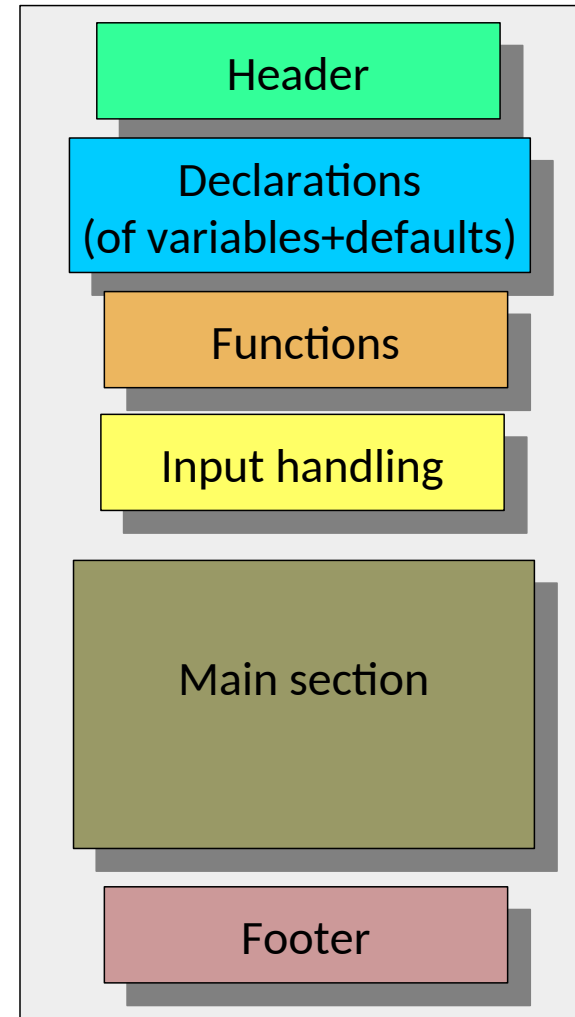 Header
Declarations
(of variables+defaults)
Functions
Input handling
Main section
Footer